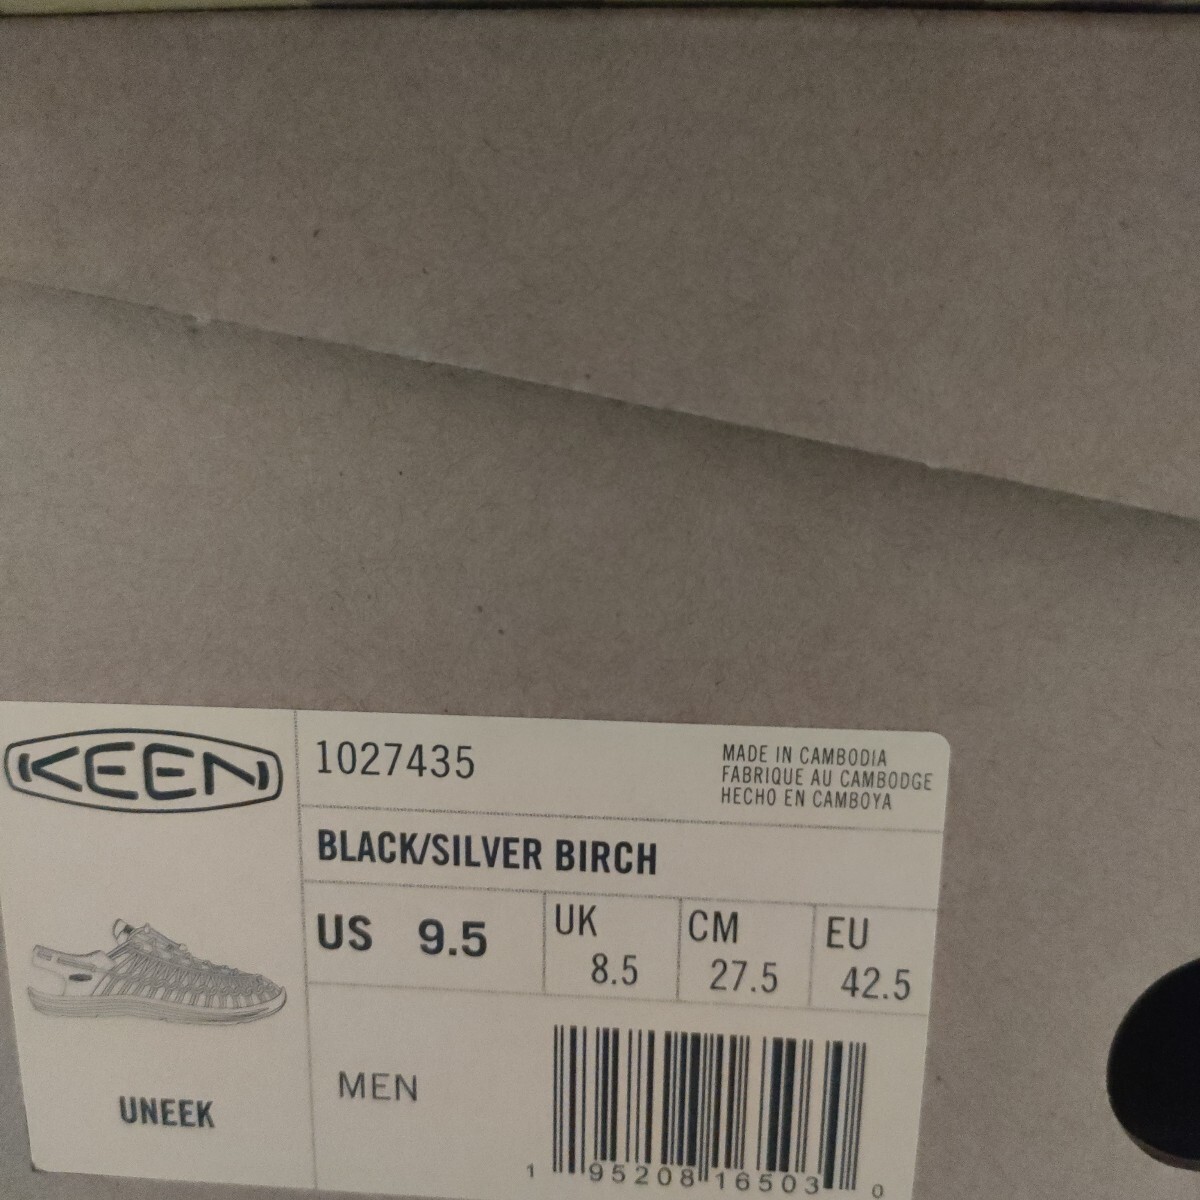 KEEN
1027435
MADE IN CAMBODIA
FABRIQUE AU CAMBODGE
HECHO EN CAMBOYA
BLACK/SILVER BIRCH
US 9.5
UK 8.5
CM 27.5
EU 42.5
UNEEK
MEN
1 95208 16503 0